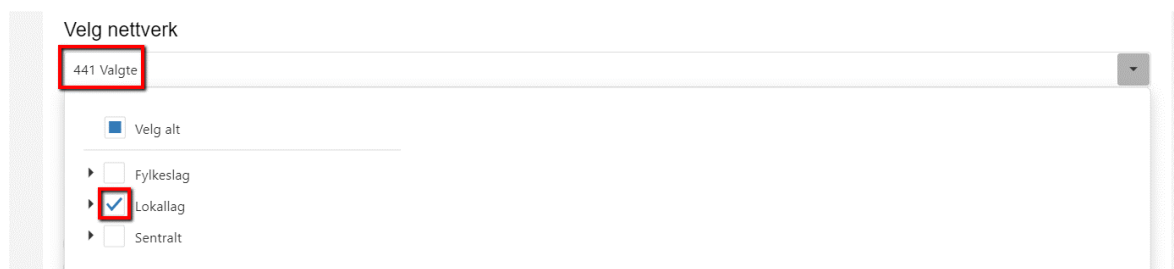 Velg nettverk
441 Valgte
Velg alt
Fylkeslag
Lokallag
Sentralt